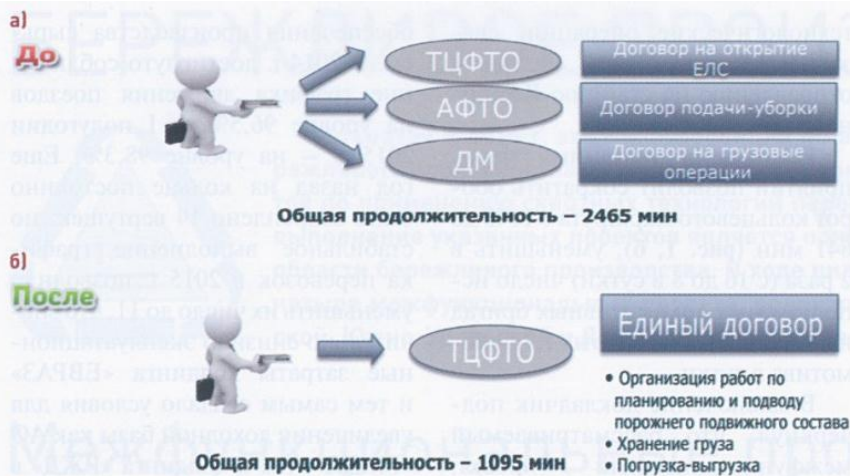 а)
До
ТЦФТО
Договор на открытие
ЕЛС
АФТО
Договор подачи-уборки
ДМ
Договор на грузовые
операции
Общая продолжительность – 2465 мин
б)
После
ТЦФТО
Единый договор
• Организация работ по
планированию и подводу
порожнего подвижного состава
• Хранение груза
• Погрузка-выгрузка
Общая продолжительность – 1095 мин